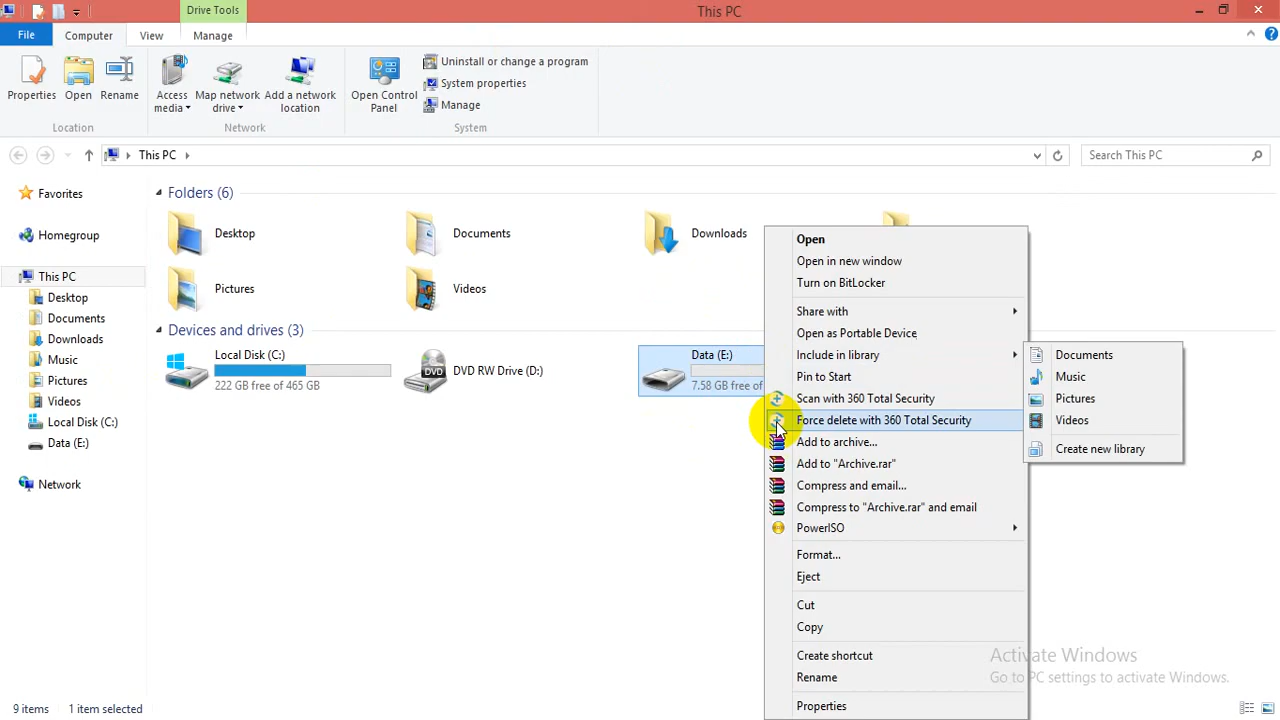 Drive Tools
This PC
File
Computer
View
Manage
Properties
Open
Rename
Access media
Map network drive
Add a network location
Open Control Panel
Uninstall or change a program
System properties
Manage
Location
Network
System
This PC
Search This PC
Favorites
Homegroup
This PC
Desktop
Documents
Downloads
Music
Pictures
Videos
Local Disk (C:)
Data (E:)
Network
Folders (6)
Desktop
Documents
Downloads
Pictures
Videos
Devices and drives (3)
Local Disk (C:)
222 GB free of 465 GB
DVD
DVD RW Drive (D:)
Data (E:)
7.58 GB free of
Open
Open in new window
Turn on BitLocker
Share with
Open as Portable Device
Include in library
Pin to Start
Scan with 360 Total Security
Force delete with 360 Total Security
Add to archive...
Add to "Archive.rar"
Compress and email...
Compress to "Archive.rar" and email
PowerISO
Format...
Eject
Cut
Copy
Create shortcut
Rename
Properties
Documents
Music
Pictures
Videos
Create new library
Activate Windows
Go to PC settings to activate Windows.
9 items
1 item selected